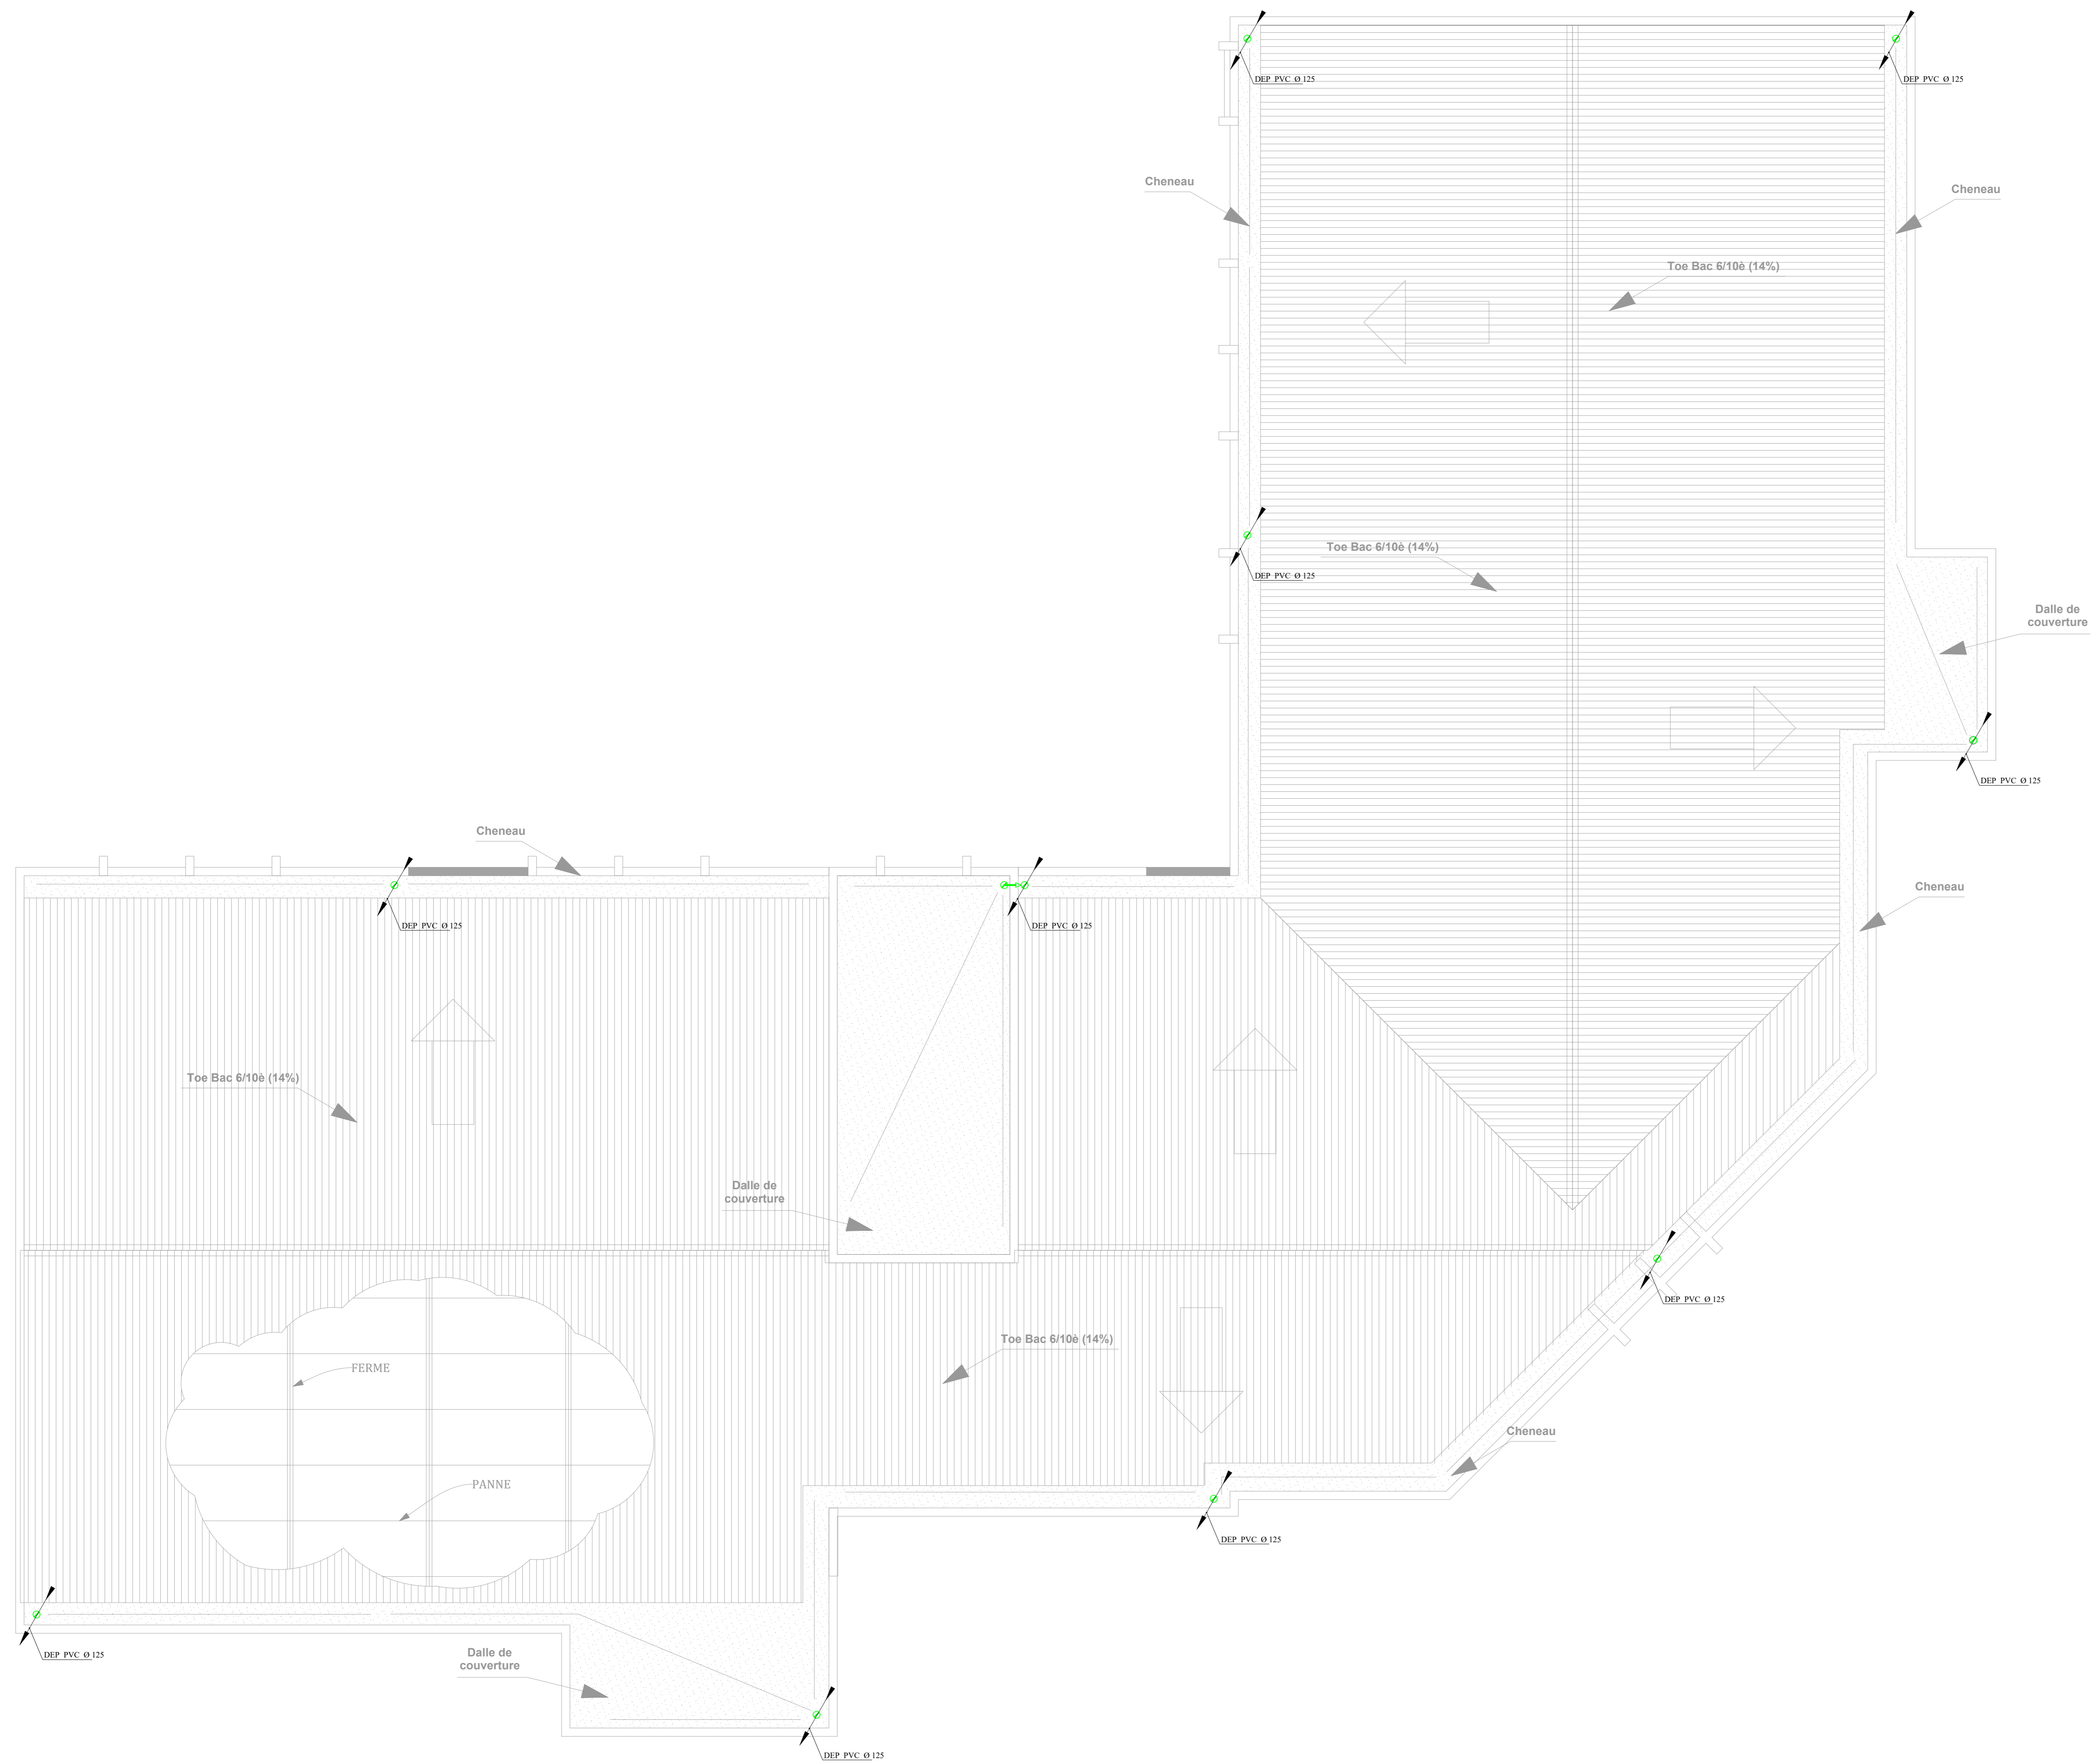 DEP PVC Ø 125
DEP PVC Ø 125
Cheneau
Cheneau
Toe Bac 6/10è (14%)
Toe Bac 6/10è (14%)
DEP PVC Ø 125
Dalle de
couverture
DEP PVC Ø 125
Cheneau
Cheneau
DEP PVC Ø 125
DEP PVC Ø 125
Toe Bac 6/10è (14%)
Dalle de
couverture
DEP PVC Ø 125
Toe Bac 6/10è (14%)
FERME
Cheneau
PANNE
DEP PVC Ø 125
DEP PVC Ø 125
Dalle de
couverture
DEP PVC Ø 125